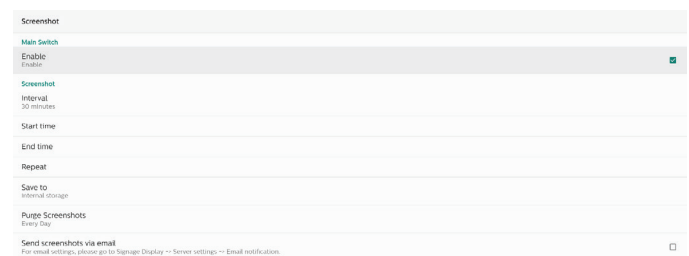 Screenshot
Main Switch
Enable
Enable
Screenshot
Interval
30 minutes
Start time
End time
Repeat
Save to
Internal storage
Purge Screenshots
Every Day
Send screenshots via email
For email settings, please go to Signage Display -> Server settings -> Email notification.